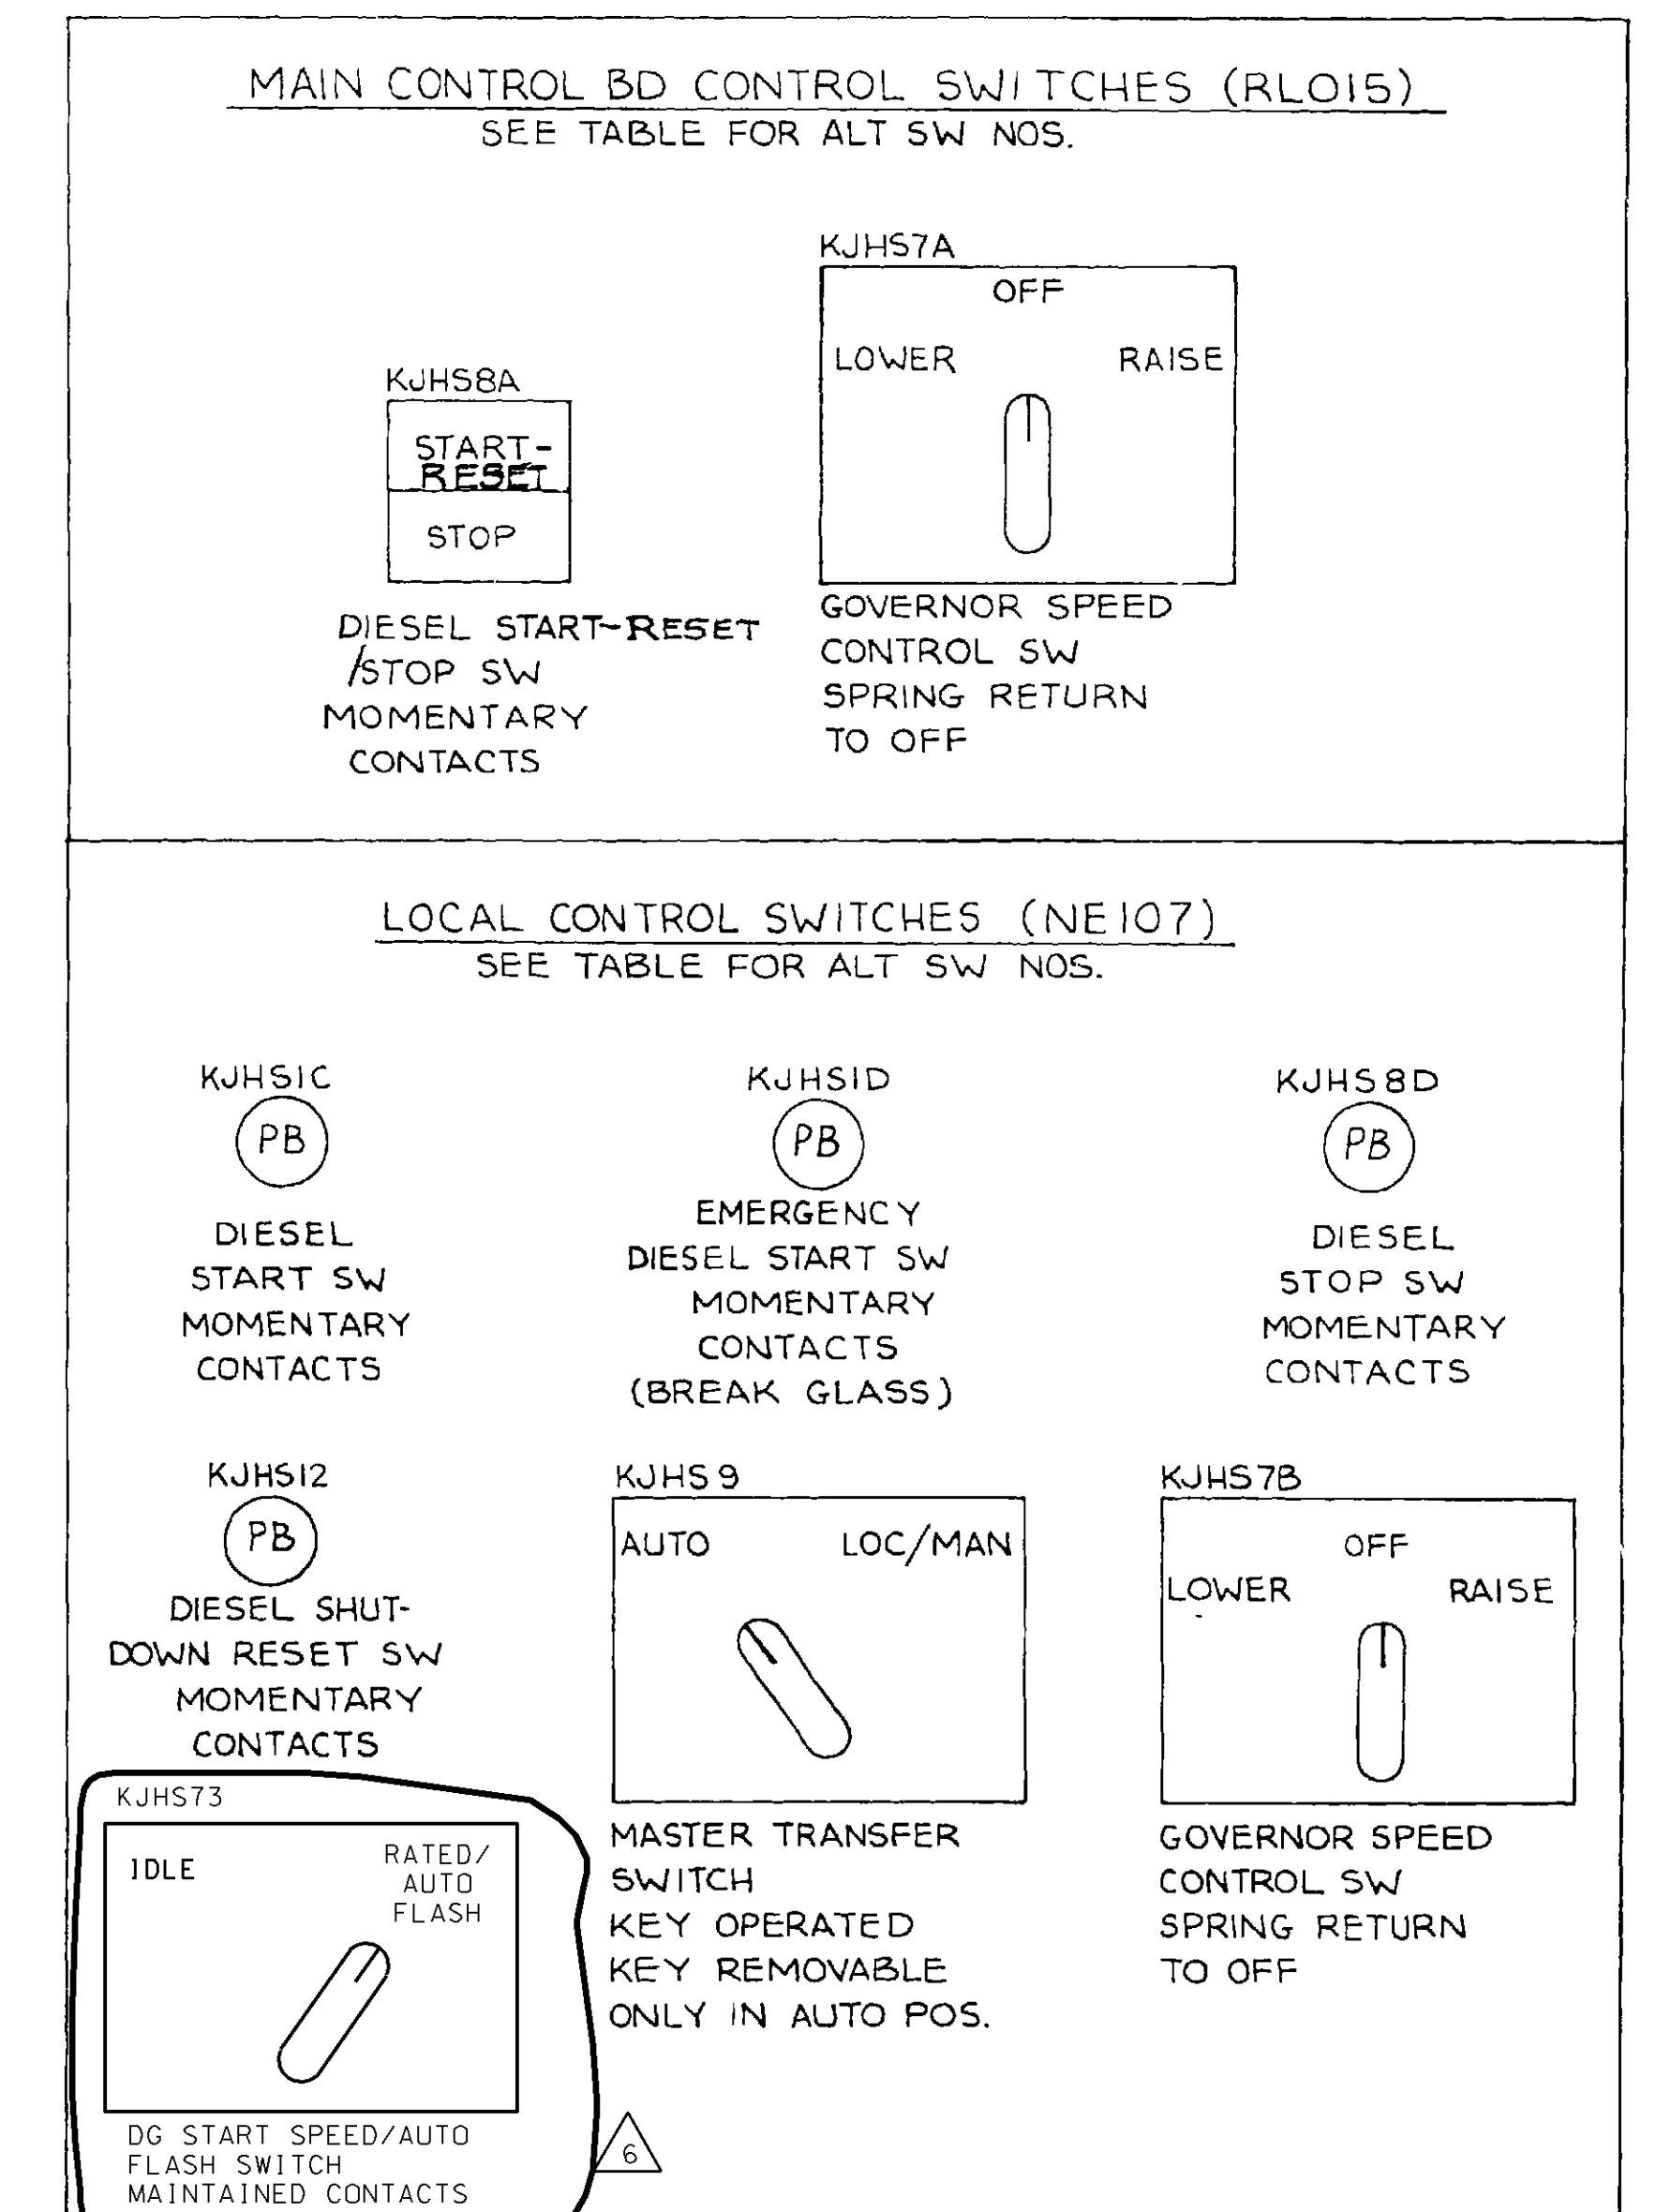 MAIN CONTROL BD CONTROL SWITCHES (RL015)
SEE TABLE FOR ALT SW NOS.
KJHS8A
START-
RESET
STOP
DIESEL START-RESET
/STOP SW
MOMENTARY
CONTACTS
KJHS7A
OFF
LOWER RAISE
GOVERNOR SPEED
CONTROL SW
SPRING RETURN
TO OFF
LOCAL CONTROL SWITCHES (NE107)
SEE TABLE FOR ALT SW NOS.
KJHS1C
PB
DIESEL
START SW
MOMENTARY
CONTACTS
KJHS1D
PB
EMERGENCY
DIESEL START SW
MOMENTARY
CONTACTS
(BREAK GLASS)
KJHS8D
PB
DIESEL
STOP SW
MOMENTARY
CONTACTS
KJHS12
PB
DIESEL SHUT-
DOWN RESET SW
MOMENTARY
CONTACTS
KJHS9
AUTO LOC/MAN
MASTER TRANSFER
SWITCH
KEY OPERATED
KEY REMOVABLE
ONLY IN AUTO POS.
KJHS7B
OFF
LOWER RAISE
GOVERNOR SPEED
CONTROL SW
SPRING RETURN
TO OFF
KJHS73
IDLE
RATED/
AUTO
FLASH
DG START SPEED/AUTO
FLASH SWITCH
MAINTAINED CONTACTS
6